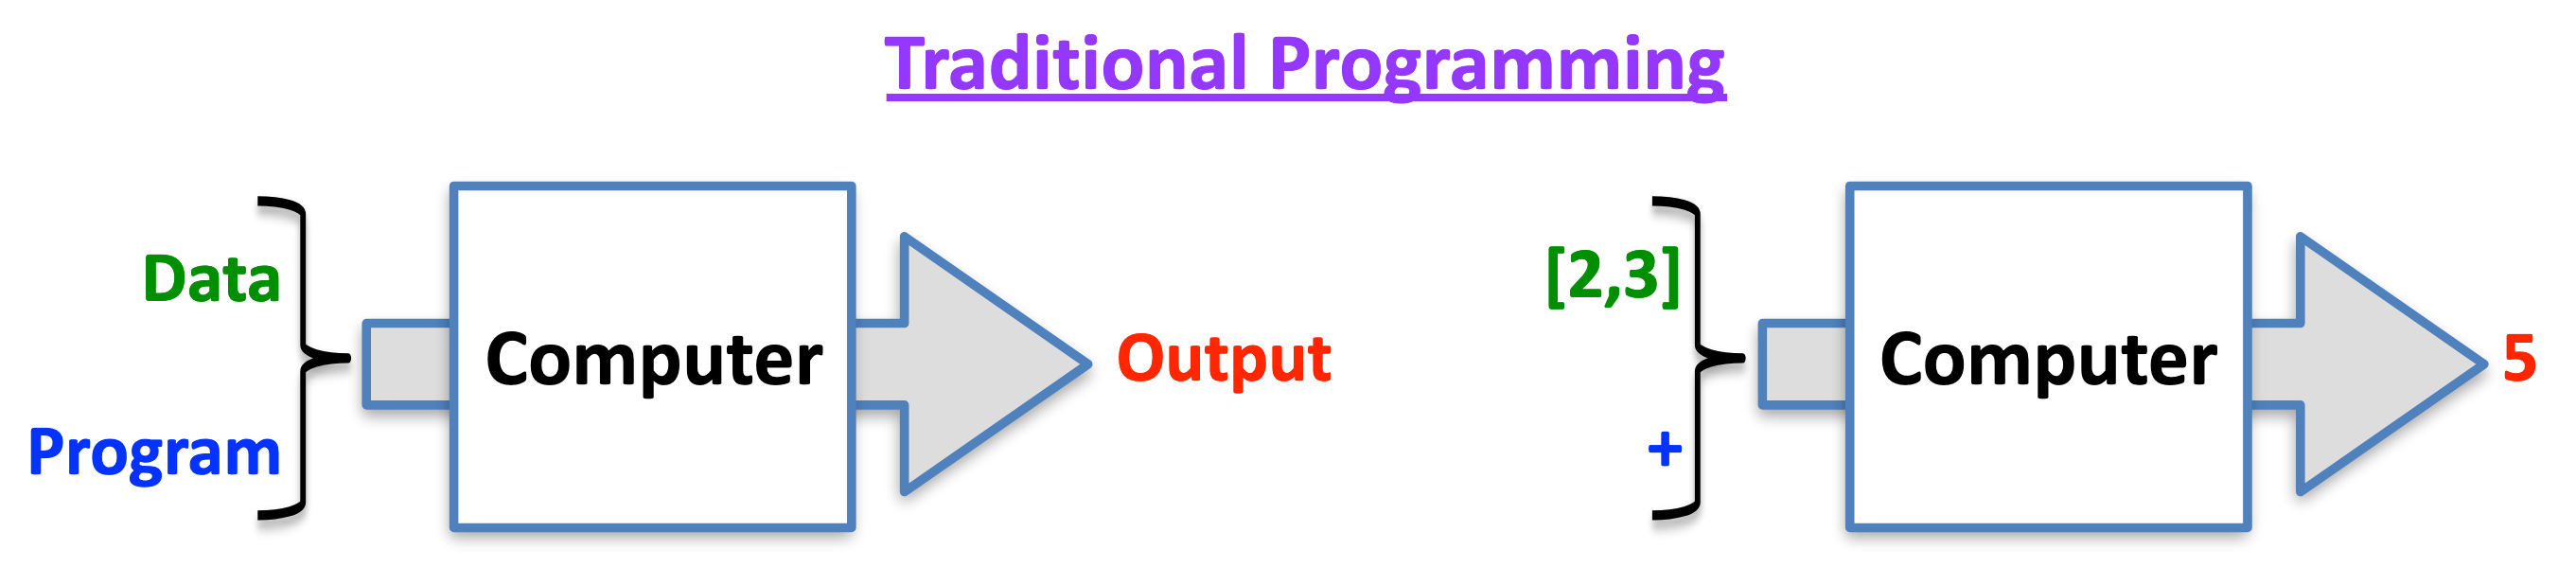 Traditional Programming
Data
Program
Computer
Output
[2,3]
+
Computer
5